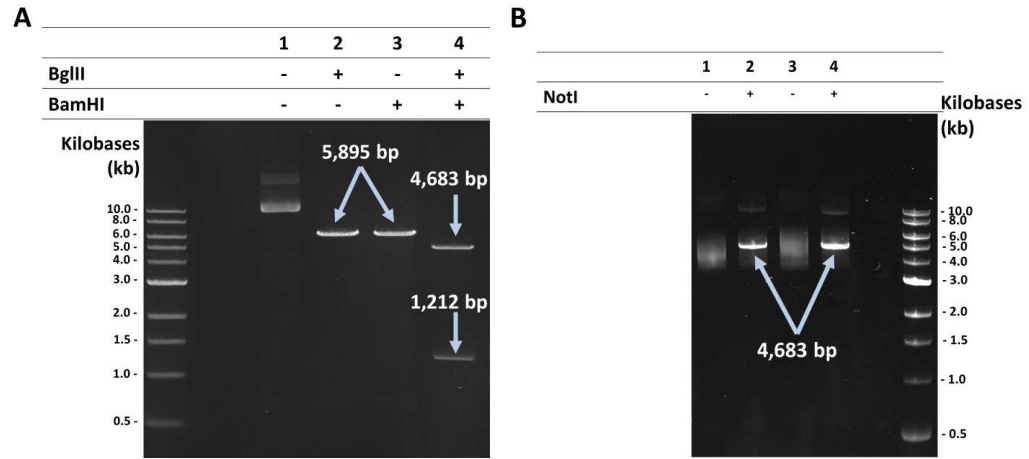 A
1 2 3 4
BglII - + - +
BamHI - - + +
Kilobases
(kb)
5,895 bp
4,683 bp
10.0 -
8.0 -
6.0 -
5.0 -
4.0 -
3.0 -
1,212 bp
2.0 -
1.5 -
1.0 -
0.5 -
B
1 2 3 4
NotI - + - +
Kilobases
(kb)
- 10.0
- 8.0
- 6.0
- 5.0
- 4.0
- 3.0
- 2.0
4,683 bp
- 1.5
- 1.0
- 0.5